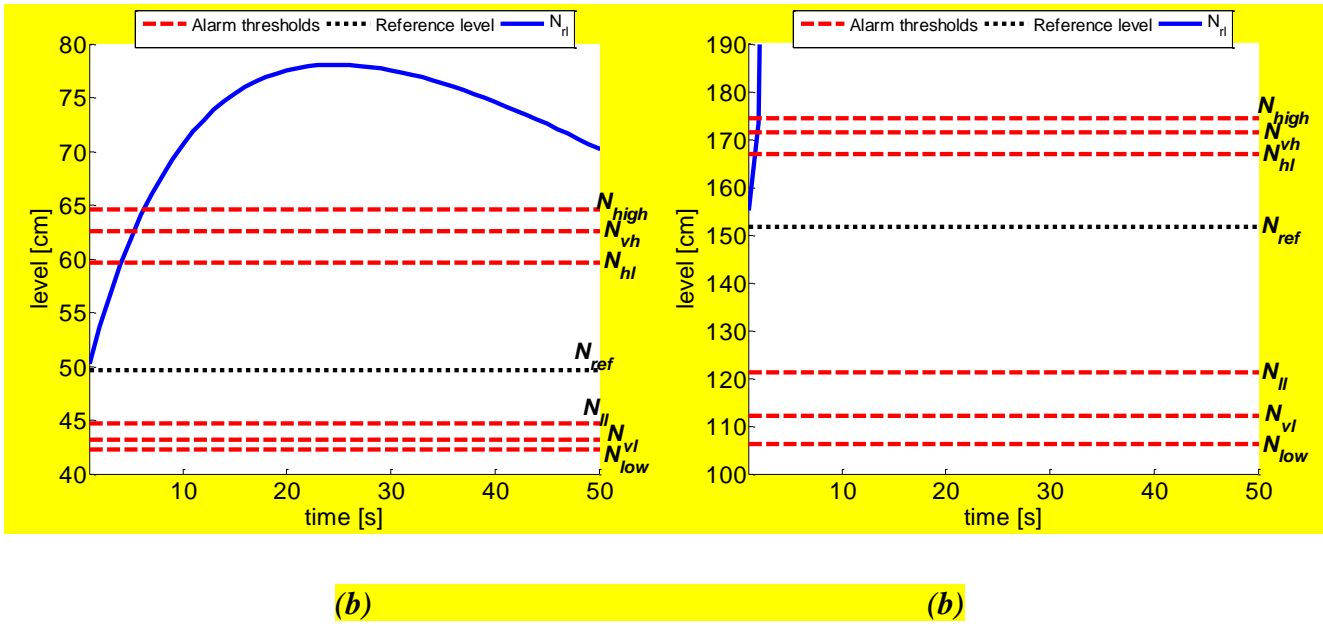 Alarm thresholds Reference level N_rl
80
75
70
65
60
55
50
45
40
level [cm]
N_high
N_vh
N_hl
N_ref
N_ll
N_vl
N_low
10 20 30 40 50
time [s]
Alarm thresholds Reference level N_rl
190
180
170
160
150
140
130
120
110
100
level [cm]
N_high
N_vh
N_hl
N_ref
N_ll
N_vl
N_low
10 20 30 40 50
time [s]
(b) (b)